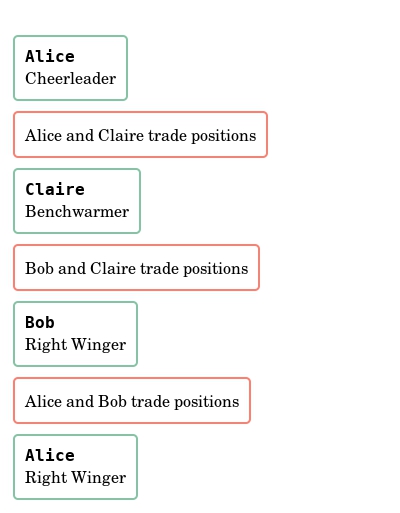 Alice
Cheerleader
Alice and Claire trade positions
Claire
Benchwarmer
Bob and Claire trade positions
Bob
Right Winger
Alice and Bob trade positions
Alice
Right Winger